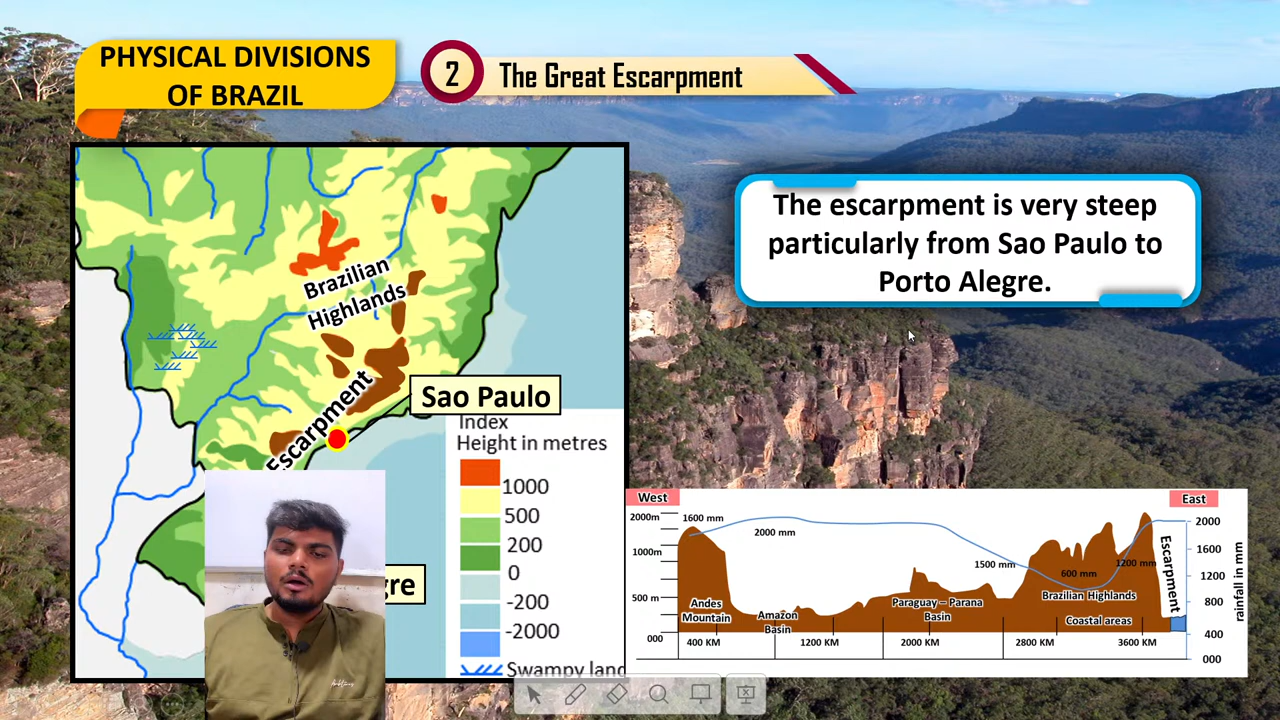 PHYSICAL DIVISIONS
OF BRAZIL
2
The Great Escarpment
The escarpment is very steep
particularly from Sao Paulo to
Porto Alegre.
Brazilian
Highlands
Escarpment
Sao Paulo
gre
Index
Height in metres
1000
500
200
0
-200
-2000
Swampy land
West
East
2000m
1000m
500 m
000
1600 mm
2000 mm
1500 mm
600 mm
1200 mm
Andes
Mountain
Amazon
Basin
Paraguay – Parana
Basin
Brazilian Highlands
Coastal areas
Escarpment
400 KM
1200 KM
2000 KM
2800 KM
3600 KM
2000
1600
1200
800
400
000
rainfall in mm